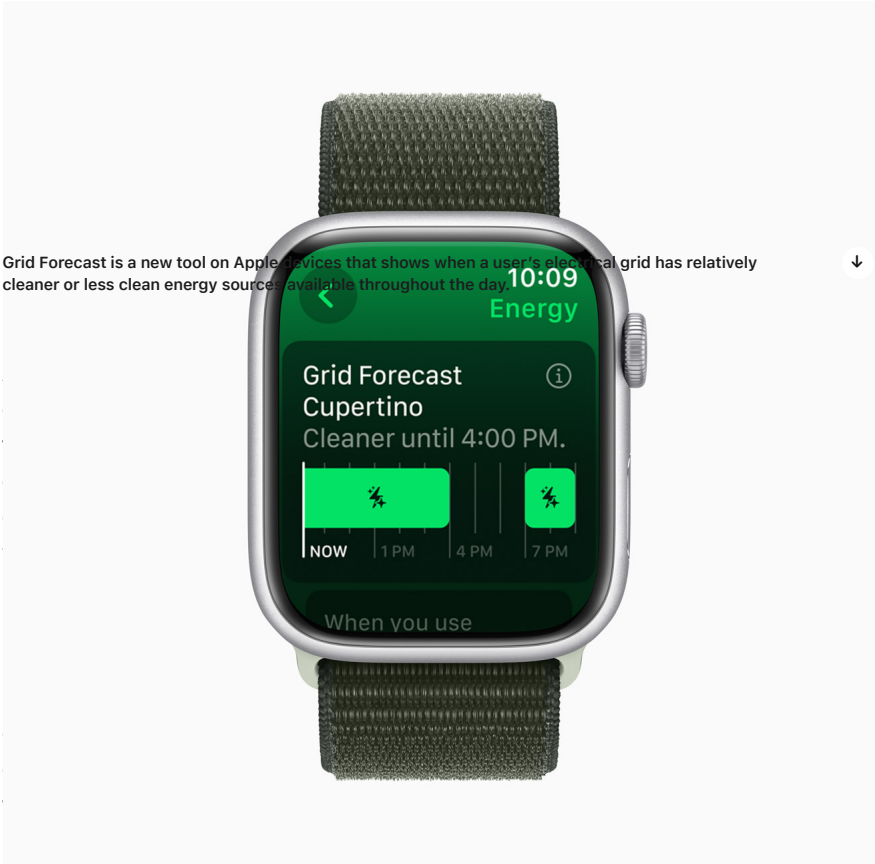 Grid Forecast is a new tool on Apple devices that shows when a user's electrical grid has relatively
cleaner or less clean energy sources available throughout the day.
10:09
Energy
Grid Forecast
Cupertino
Cleaner until 4:00 PM.
NOW 1 PM 4 PM 7 PM
When you use